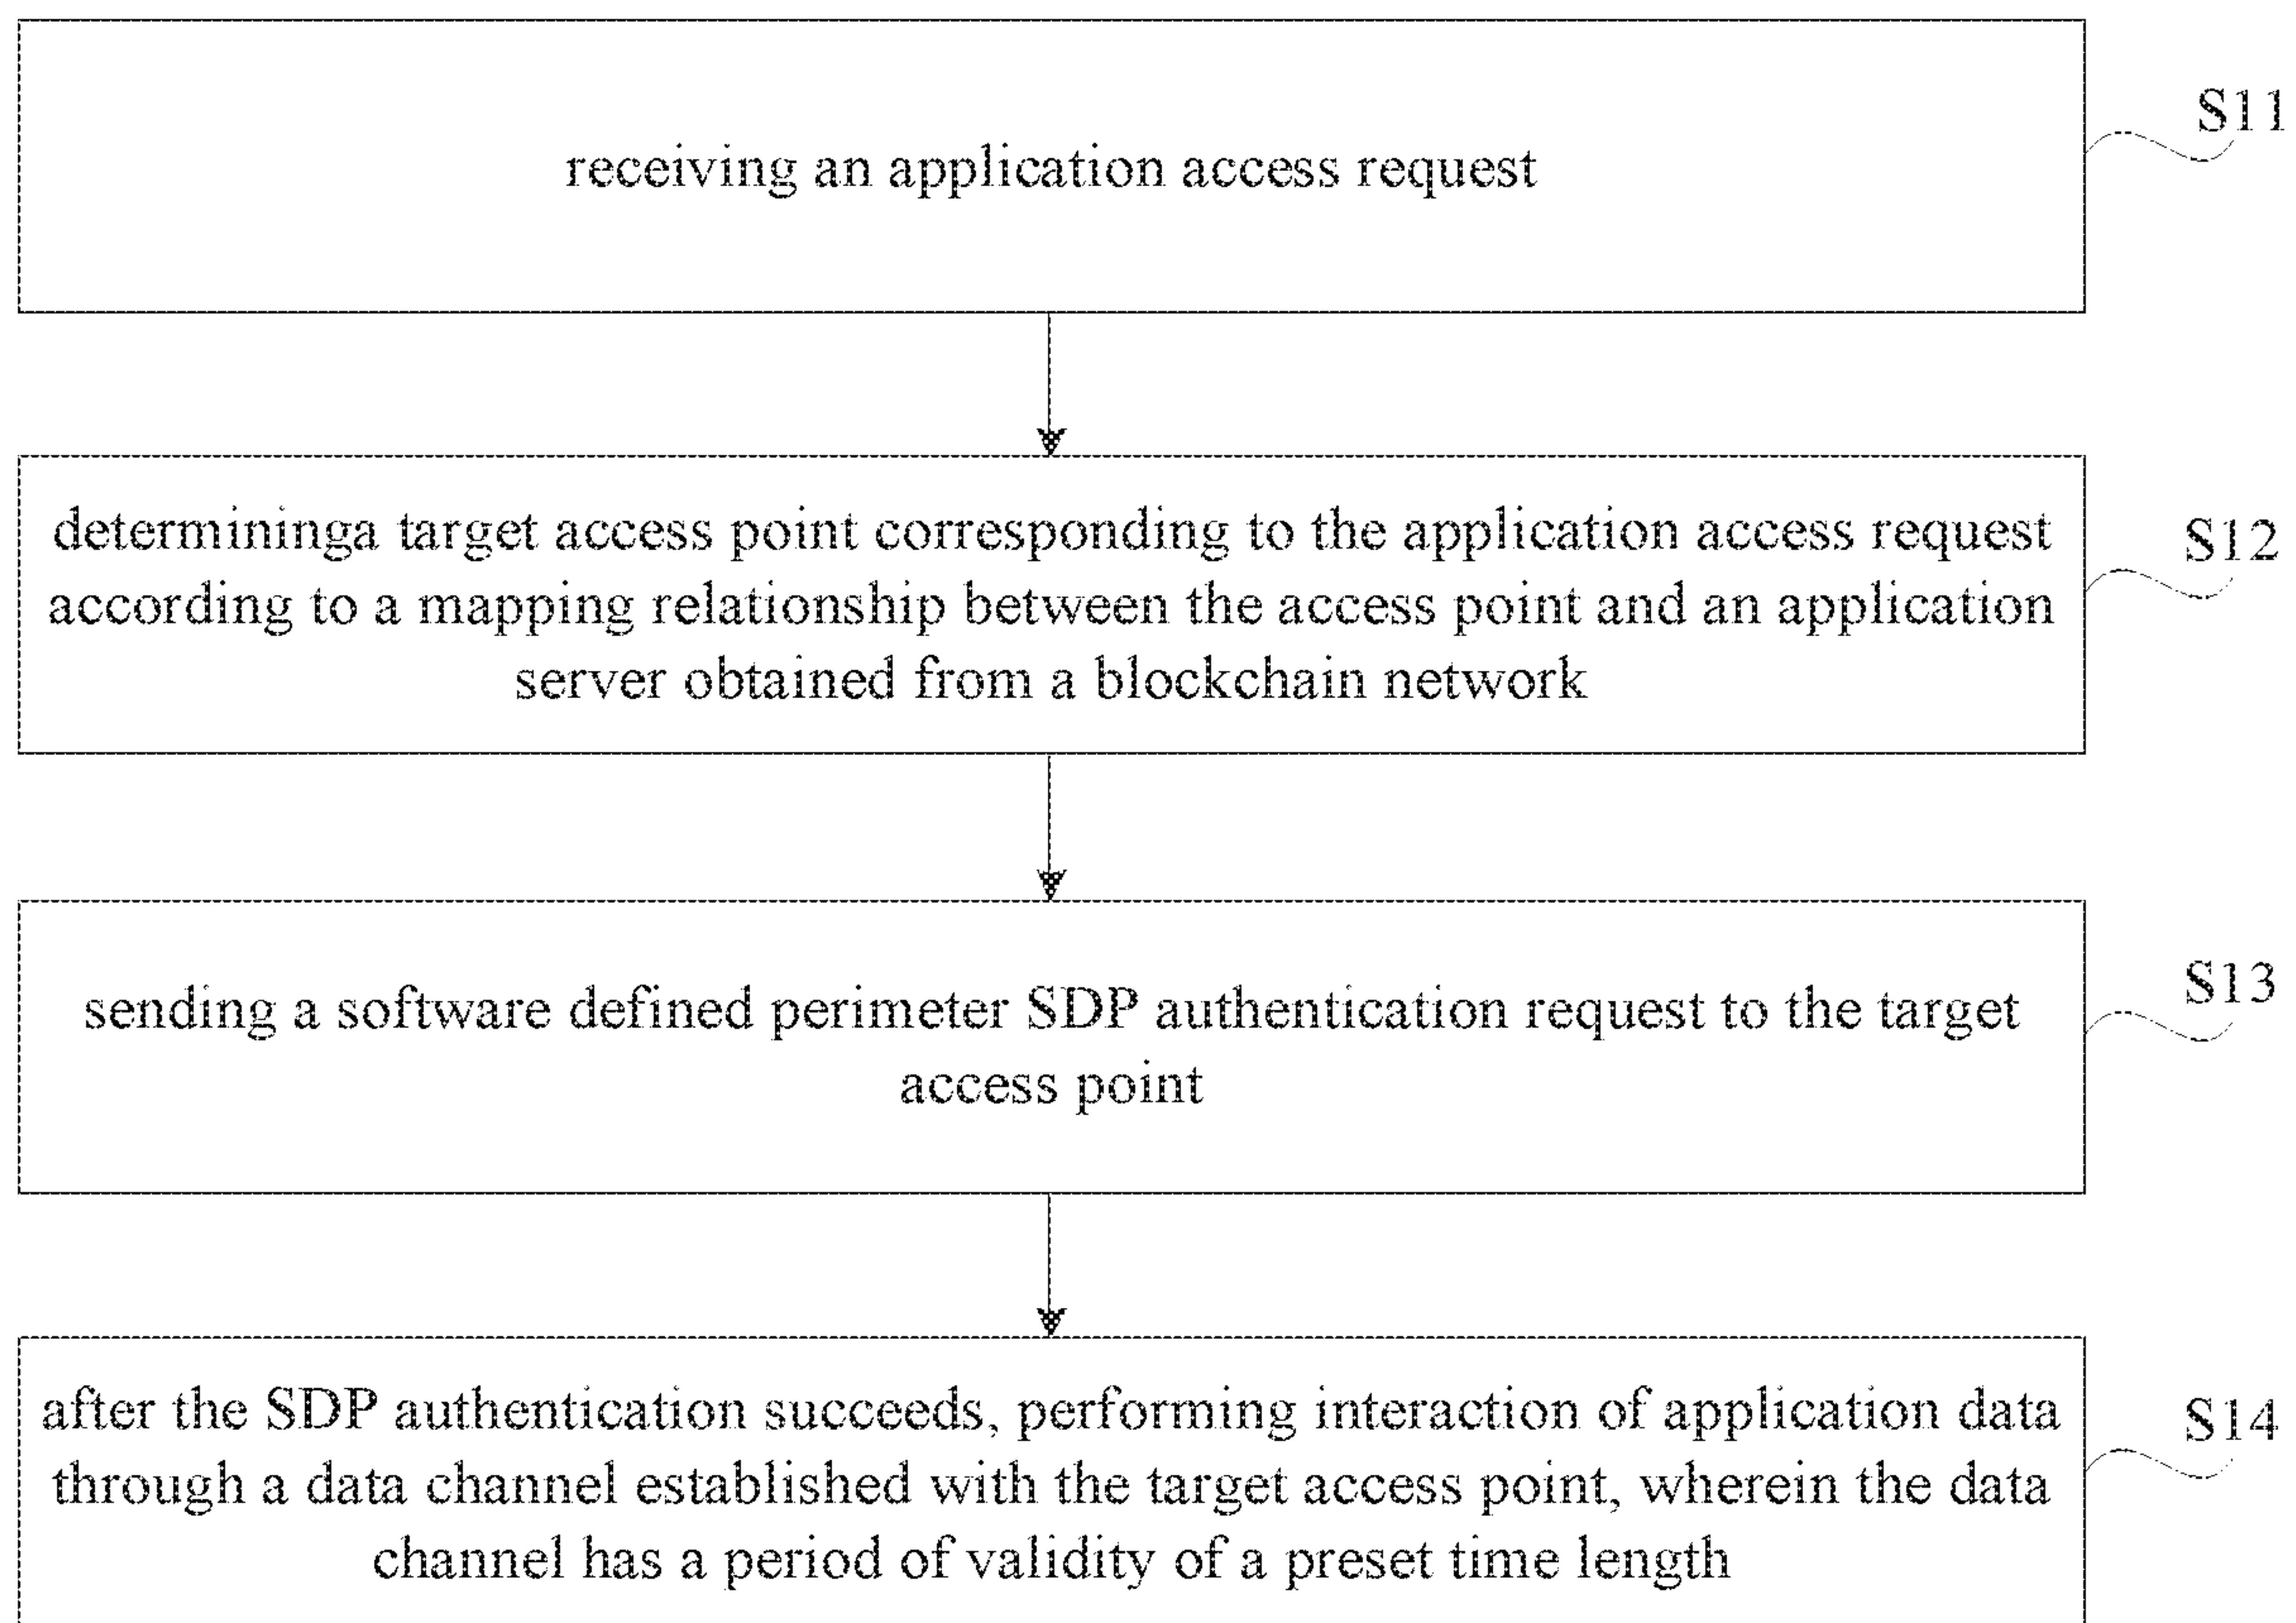 receiving an application access request
S11
determininga target access point corresponding to the application access request
according to a mapping relationship between the access point and an application
server obtained from a blockchain network
S12
sending a software defined perimeter SDP authentication request to the target
access point
S13
after the SDP authentication succeeds, performing interaction of application data
through a data channel established with the target access point, wherein the data
channel has a period of validity of a preset time length
S14